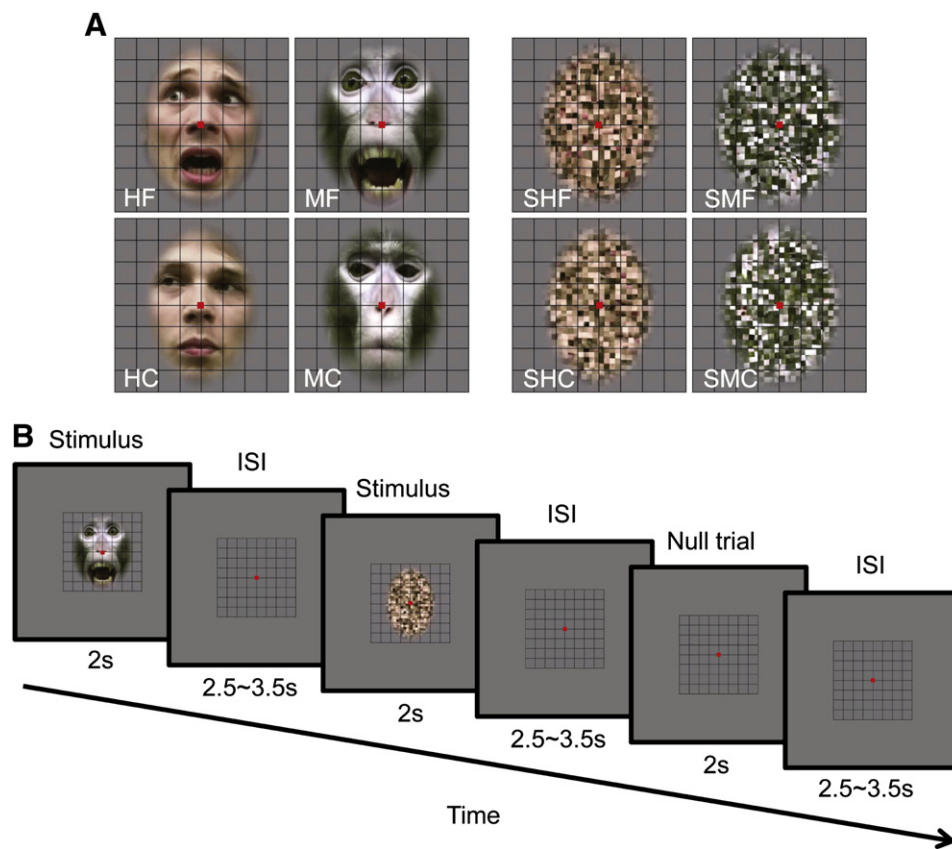 A
HF
MF
SHF
SMF
HC
MC
SHC
SMC
B
Stimulus
ISI
Stimulus
ISI
Null trial
ISI
2s
2.5~3.5s
2s
2.5~3.5s
2s
2.5~3.5s
Time